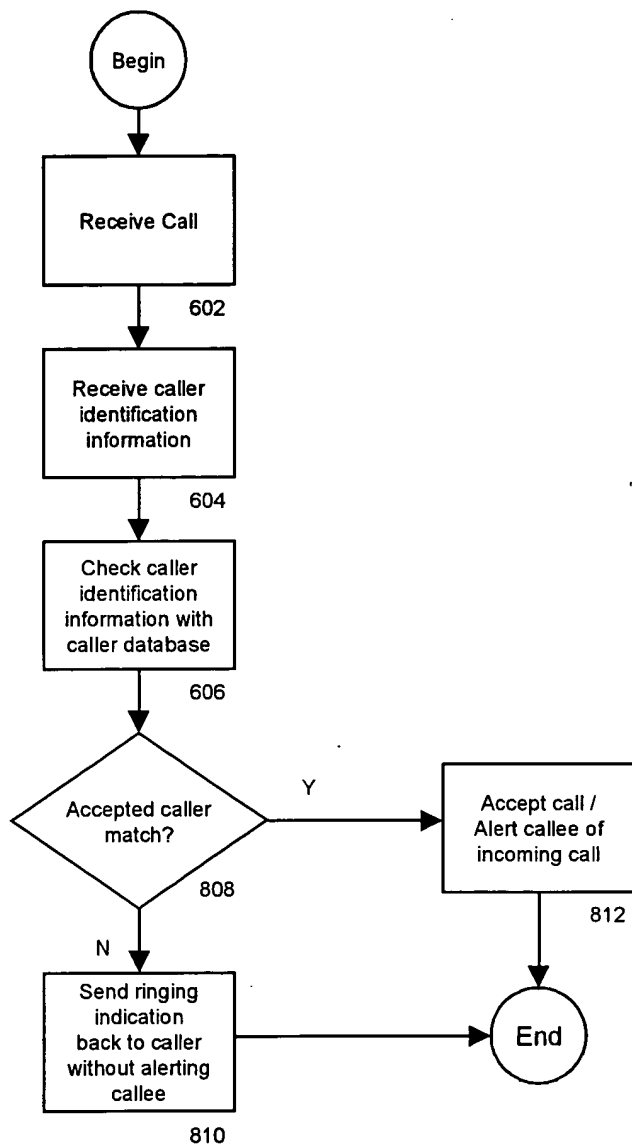 Begin
Receive Call
602
Receive caller
identification
information
604
Check caller
identification
information with
caller database
606
Accepted caller
match?
808
Y
Accept call /
Alert callee of
incoming call
812
N
Send ringing
indication
back to caller
without alerting
callee
810
End